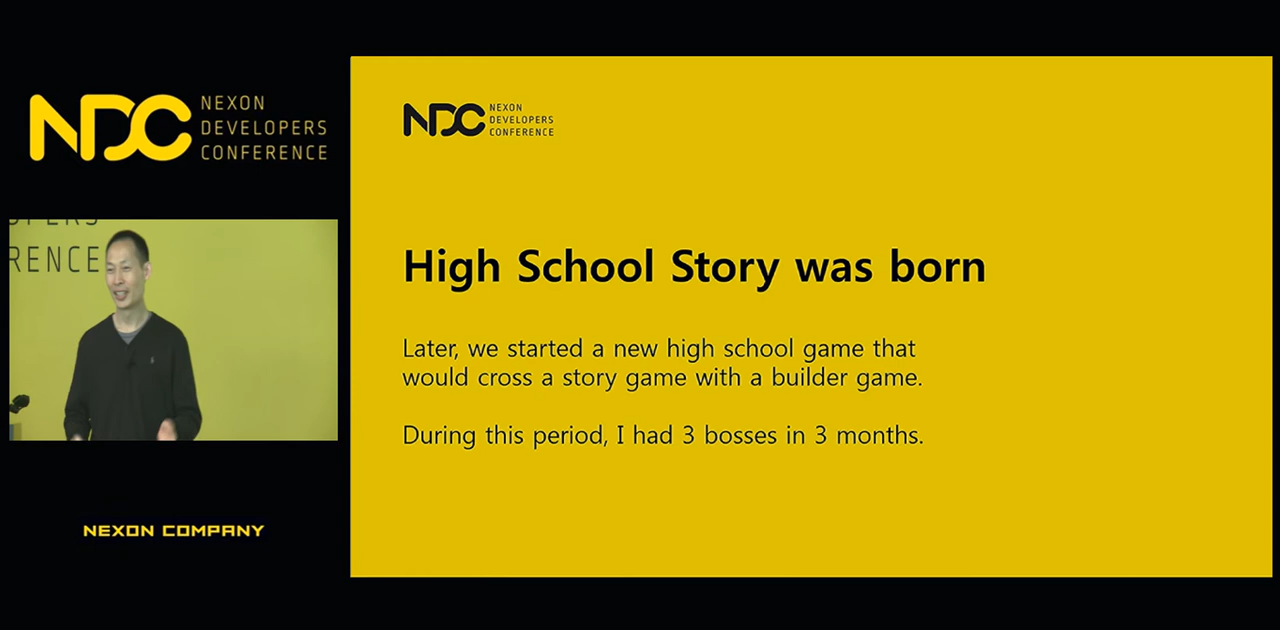 NDC NEXON
DEVELOPERS
CONFERENCE
RENCE
NEXON COMPANY
NDC NEXON
DEVELOPERS
CONFERENCE
High School Story was born
Later, we started a new high school game that
would cross a story game with a builder game.
During this period, I had 3 bosses in 3 months.